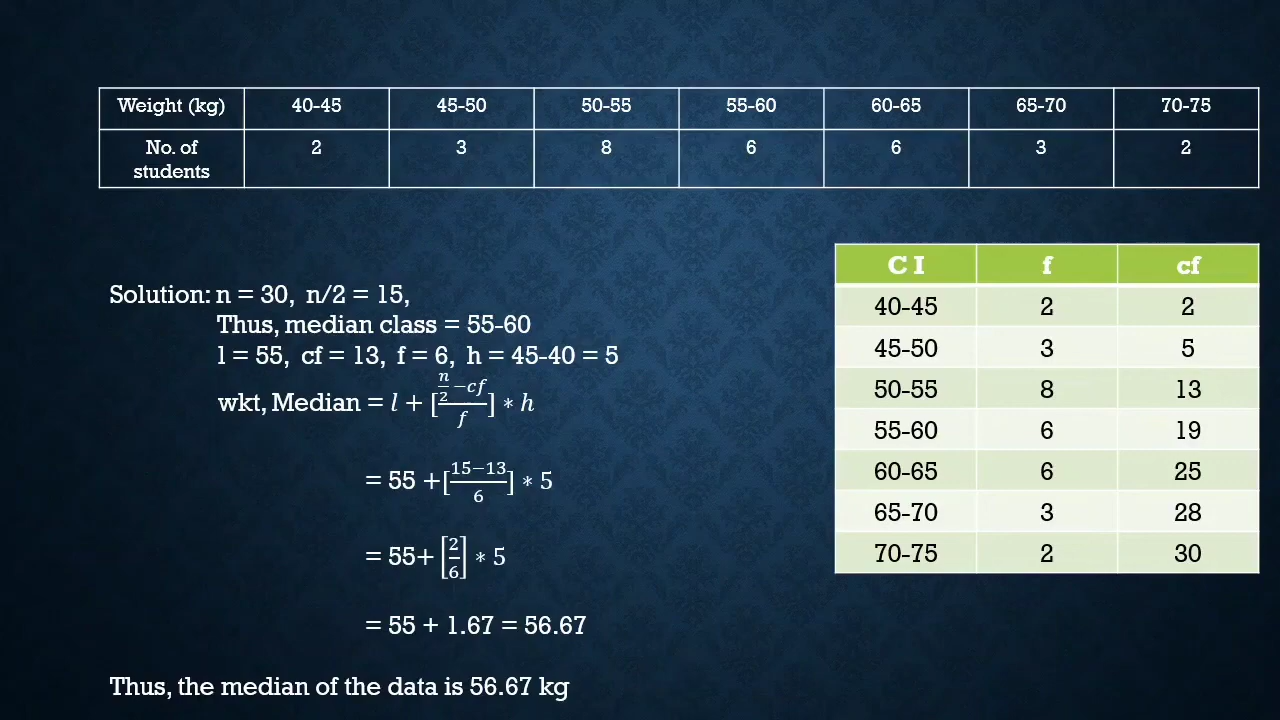 Weight (kg) 40-45 45-50 50-55 55-60 60-65 65-70 70-75
No. of students 2 3 8 6 6 3 2
Solution: n = 30, n/2 = 15,
Thus, median class = 55-60
l = 55, cf = 13, f = 6, h = 45-40 = 5
wkt, Median = l + [(n/2 − cf)/f] ∗ h
= 55 +[(15−13)/6] ∗ 5
= 55+ [2/6] ∗ 5
= 55 + 1.67 = 56.67
Thus, the median of the data is 56.67 kg
C I f cf
40-45 2 2
45-50 3 5
50-55 8 13
55-60 6 19
60-65 6 25
65-70 3 28
70-75 2 30